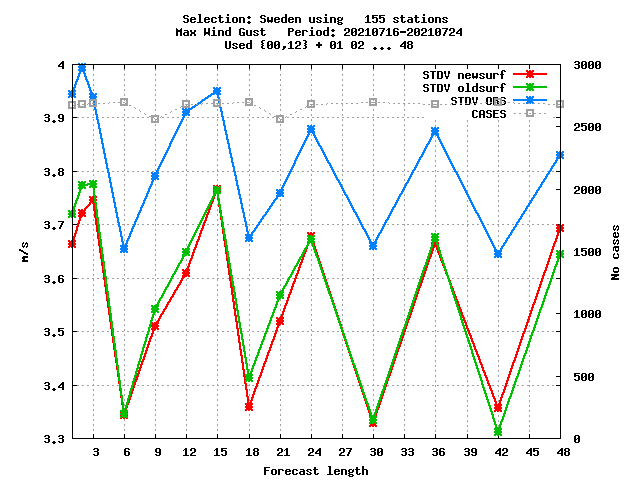 Selection: Sweden using   155 stations
Max Wind Gust   Period: 20210716-20210724
Used {00,12} + 01 02 ... 48
STDV newsurf
STDV oldsurf
STDV OBS
CASES
4
3,9
3,8
3,7
3,6
3,5
3,4
3,3
m/s
3000
2500
2000
1500
1000
500
0
No cases
3 6 9 12 15 18 21 24 27 30 33 36 39 42 45 48
Forecast length